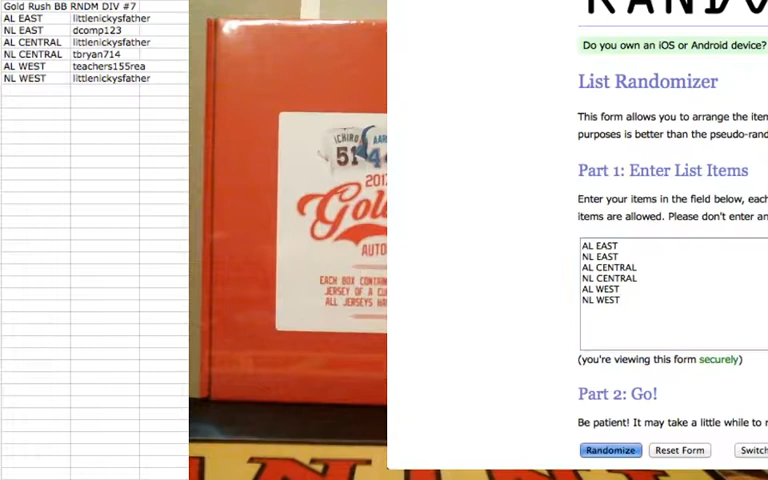 Gold Rush BB RNDM DIV #7
AL EAST littlenickysfather
NL EAST dcomp123
AL CENTRAL littlenickysfather
NL CENTRAL tbryan714
AL WEST teachers155rea
NL WEST littlenickysfather
ICHIRO
51
AAR
4
2017
Gol
AUTO
EACH BOX CONTAIN
JERSEY OF A CU
ALL JERSEYS HA
Do you own an iOS or Android device?
List Randomizer
This form allows you to arrange the iten
purposes is better than the pseudo-rand
Part 1: Enter List Items
Enter your items in the field below, each
items are allowed. Please don't enter an
AL EAST
NL EAST
AL CENTRAL
NL CENTRAL
AL WEST
NL WEST
(you're viewing this form securely)
Part 2: Go!
Be patient! It may take a little while to r
Randomize Reset Form Switch